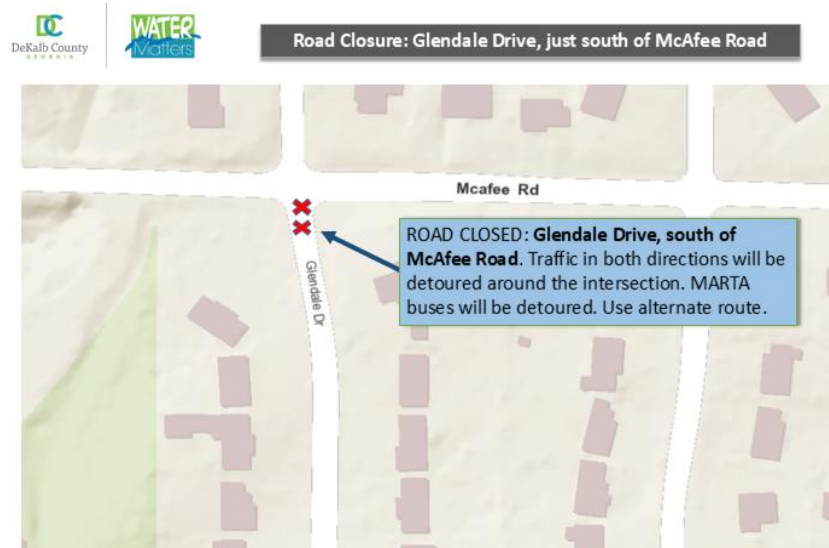 DeKalb County
GEORGIA
WATER
Matters
Road Closure: Glendale Drive, just south of McAfee Road
Mcafee Rd
ROAD CLOSED: Glendale Drive, south of
McAfee Road. Traffic in both directions will be
detoured around the intersection. MARTA
buses will be detoured. Use alternate route.
Glendale Dr